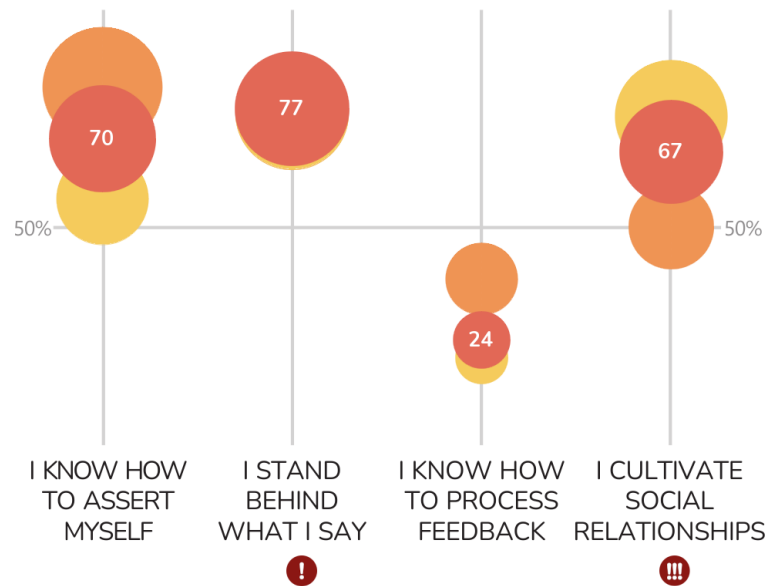 70
77
67
50%
50%
24
I KNOW HOW
TO ASSERT
MYSELF
I STAND
BEHIND
WHAT I SAY
!
I KNOW HOW
TO PROCESS
FEEDBACK
I CULTIVATE
SOCIAL
RELATIONSHIPS
!!!